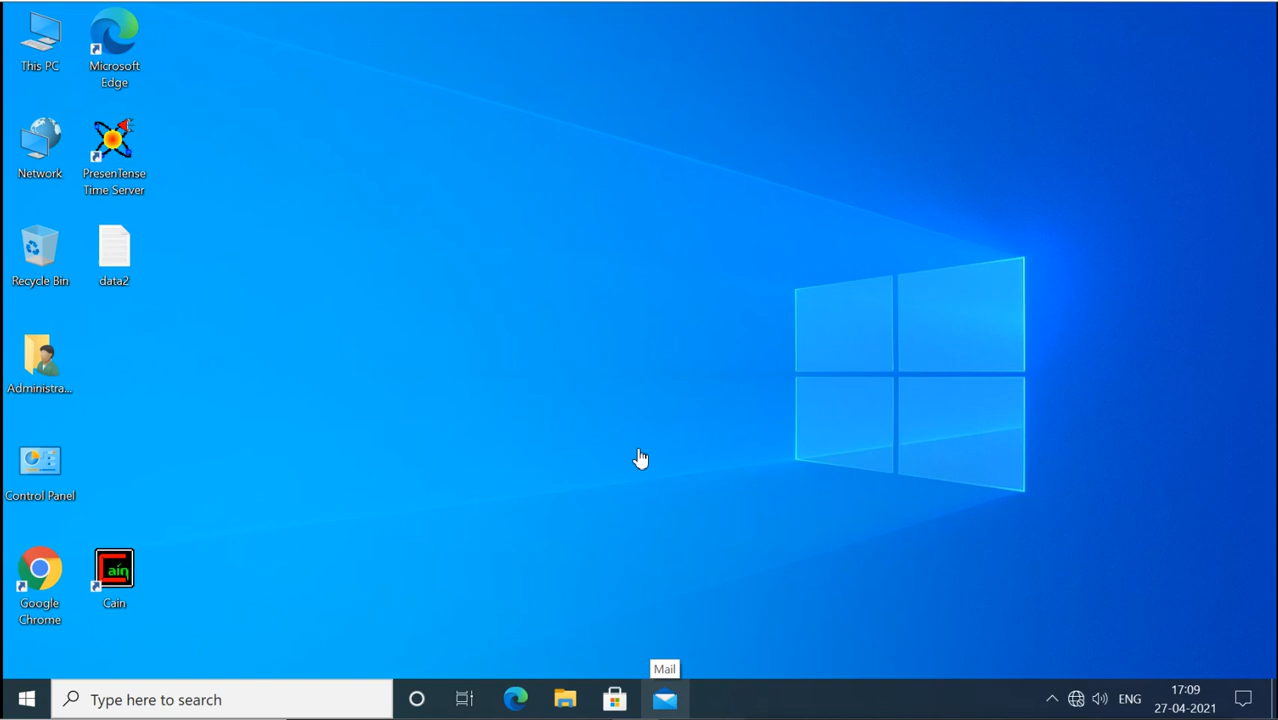 This PC
Microsoft
Edge
Network
PresenTense
Time Server
Recycle Bin
data2
Administra...
Control Panel
Google
Chrome
Cain
Cain
Mail
Type here to search
ENG
17:09
27-04-2021